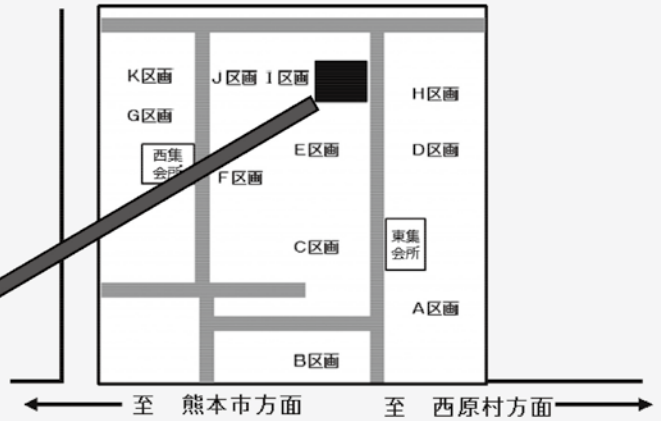 K区画
J区画
I区画
H区画
G区画
西集
会所
E区画
D区画
F区画
C区画
東集
会所
A区画
B区画
至 熊本市方面
至 西原村方面